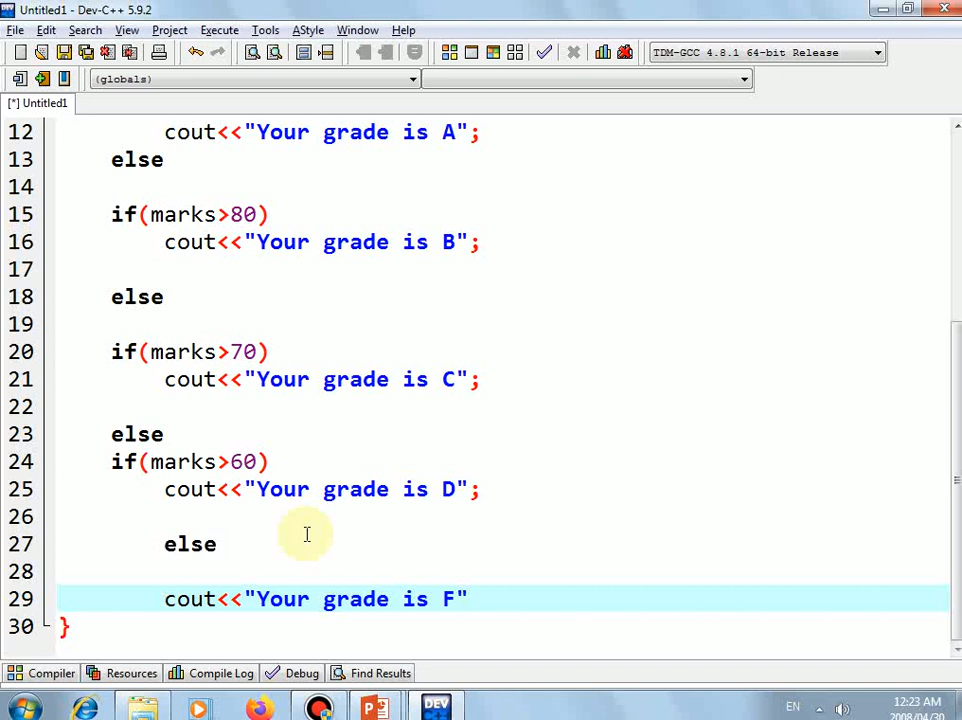 Untitled1 - Dev-C++ 5.9.2
File Edit Search View Project Execute Tools AStyle Window Help
TDM-GCC 4.8.1 64-bit Release
(globals)
[*] Untitled1
12 cout<<"Your grade is A";
13 else
14
15 if(marks>80)
16 cout<<"Your grade is B";
17
18 else
19
20 if(marks>70)
21 cout<<"Your grade is C";
22
23 else
24 if(marks>60)
25 cout<<"Your grade is D";
26
27 else
28
29 cout<<"Your grade is F"
30 }
Compiler Resources Compile Log Debug Find Results
DEV
EN 12:23 AM
2008/04/30